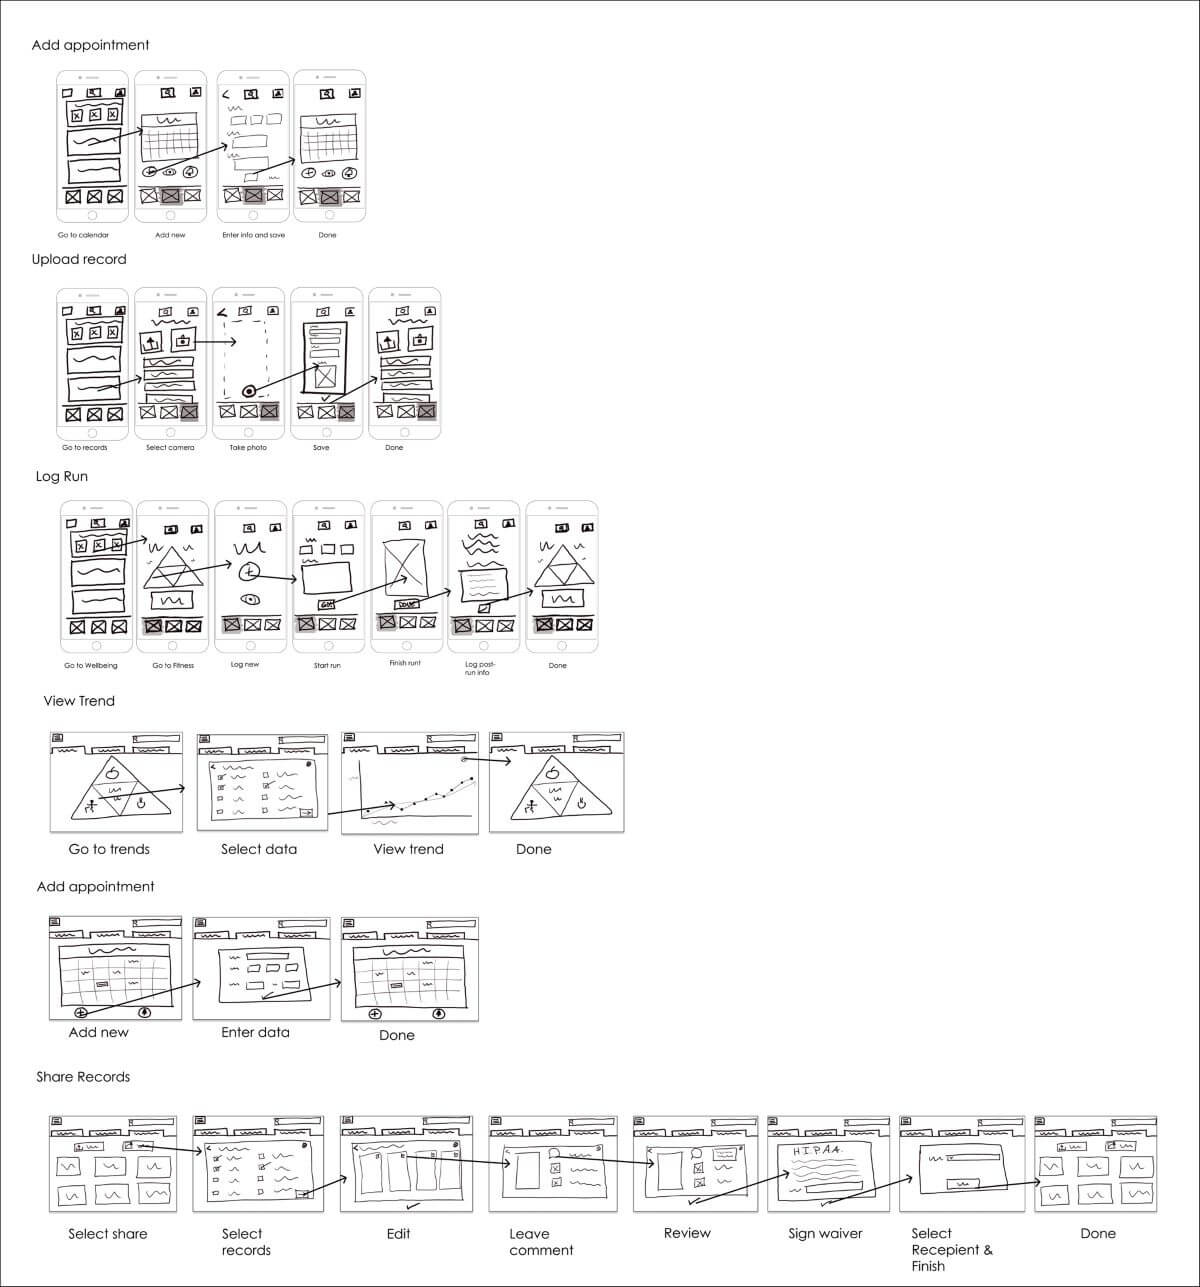 Add appointment
Go to calendar
Add new
Enter info and save
Done
Upload record
Go to records
Select camera
Take photo
Save
Done
Log Run
GO!
DONE
Go to Wellbeing
Go to Fitness
Log new
Start run
Finish runt
Log post-
run info
Done
View Trend
Go to trends
Select data
View trend
Done
Add appointment
Add new
Enter data
Done
Share Records
HIPAA.
Select share
Select
records
Edit
Leave
comment
Review
Sign waiver
Select
Recepient &
Finish
Done